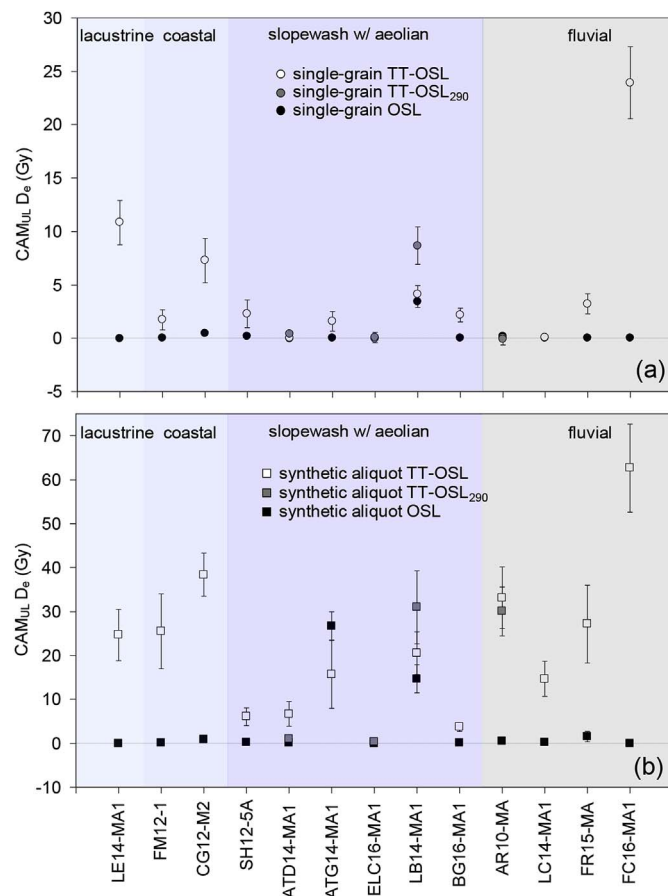 30
25
20
15
10
5
0
-5
CAMUL De (Gy)
lacustrine coastal
slopewash w/ aeolian
fluvial
single-grain TT-OSL
single-grain TT-OSL290
single-grain OSL
(a)
70
60
50
40
30
20
10
0
-10
CAMUL De (Gy)
lacustrine coastal
slopewash w/ aeolian
fluvial
synthetic aliquot TT-OSL
synthetic aliquot TT-OSL290
synthetic aliquot OSL
(b)
LE14-MA1
FM12-1
CG12-M2
SH12-5A
ATD14-MA1
ATG14-MA1
ELC16-MA1
LB14-MA1
BG16-MA1
AR10-MA
LC14-MA1
FR15-MA
FC16-MA1